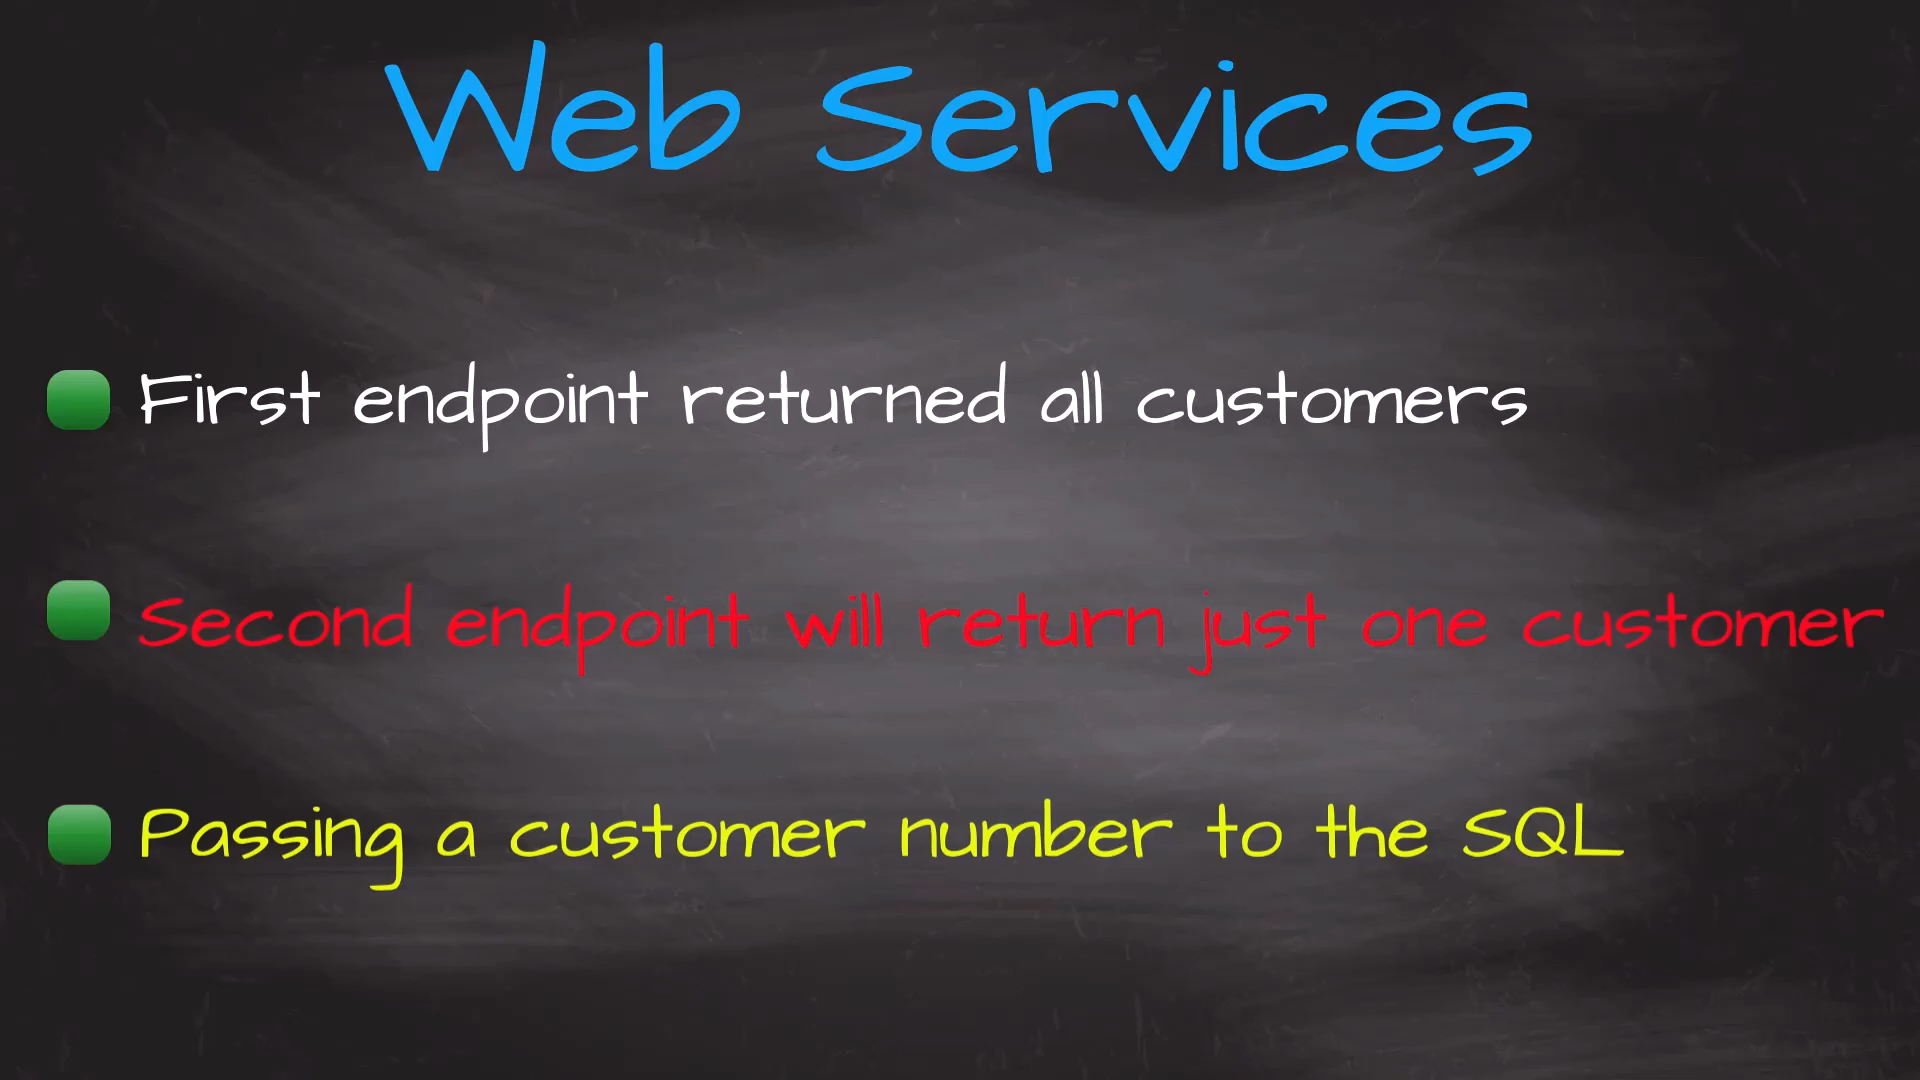 Web Services
First endpoint returned all customers
Second endpoint will return just one customer
Passing a customer number to the SQL